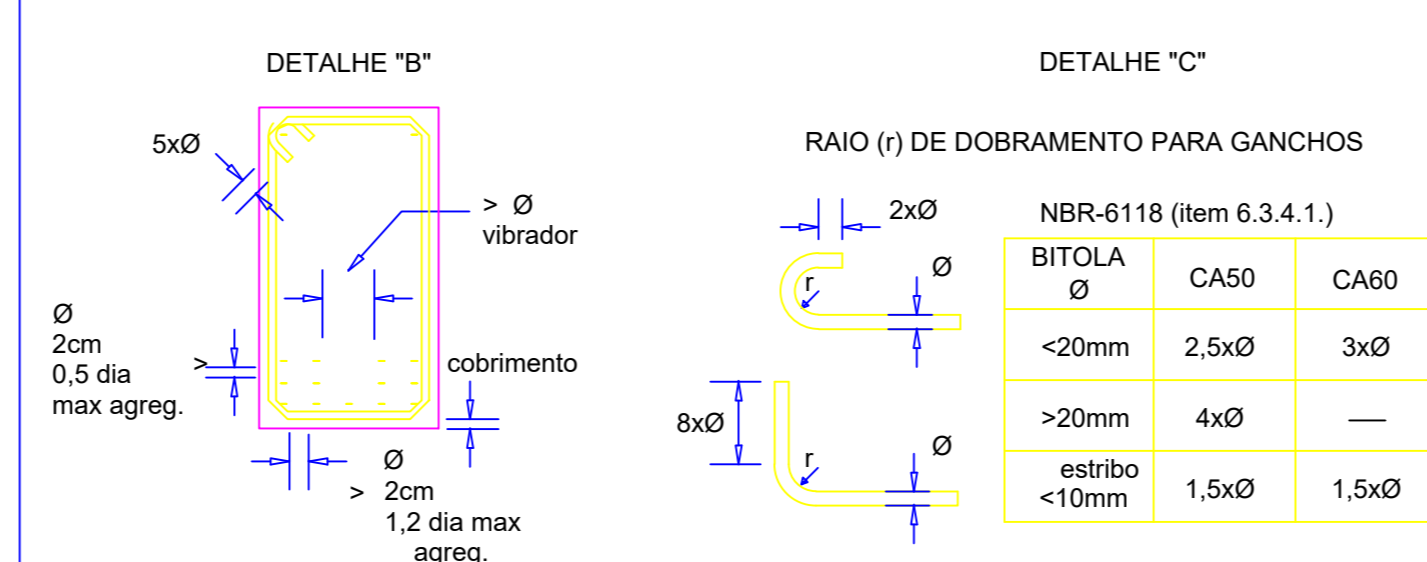 DETALHE "B"
5xØ
> Ø
vibrador
Ø
2cm
0,5 dia
max agreg.
>
cobrimento
Ø
> 2cm
1,2 dia max
agreg.
DETALHE "C"
RAIO (r) DE DOBRAMENTO PARA GANCHOS
2xØ
Ø
r
8xØ
Ø
r
NBR-6118 (item 6.3.4.1.)
BITOLA Ø CA50 CA60
<20mm 2,5xØ 3xØ
>20mm 4xØ —
estribo
<10mm 1,5xØ 1,5xØ